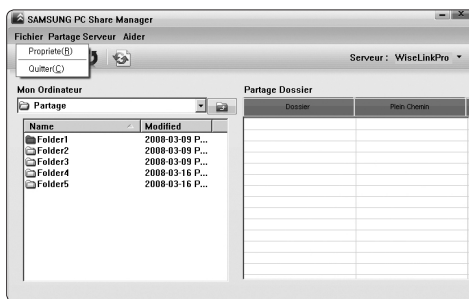 SAMSUNG PC Share Manager
Fichier Partage Serveur Aider
Propriete(R)
Quitter(C)
Serveur : WiseLinkPro
Mon Ordinateur
Partage Dossier
Partage
Dossier Plein Chemin
Name Modified
Folder1 2008-03-09 P...
Folder2 2008-03-09 P...
Folder3 2008-03-09 P...
Folder4 2008-03-16 P...
Folder5 2008-03-16 P...